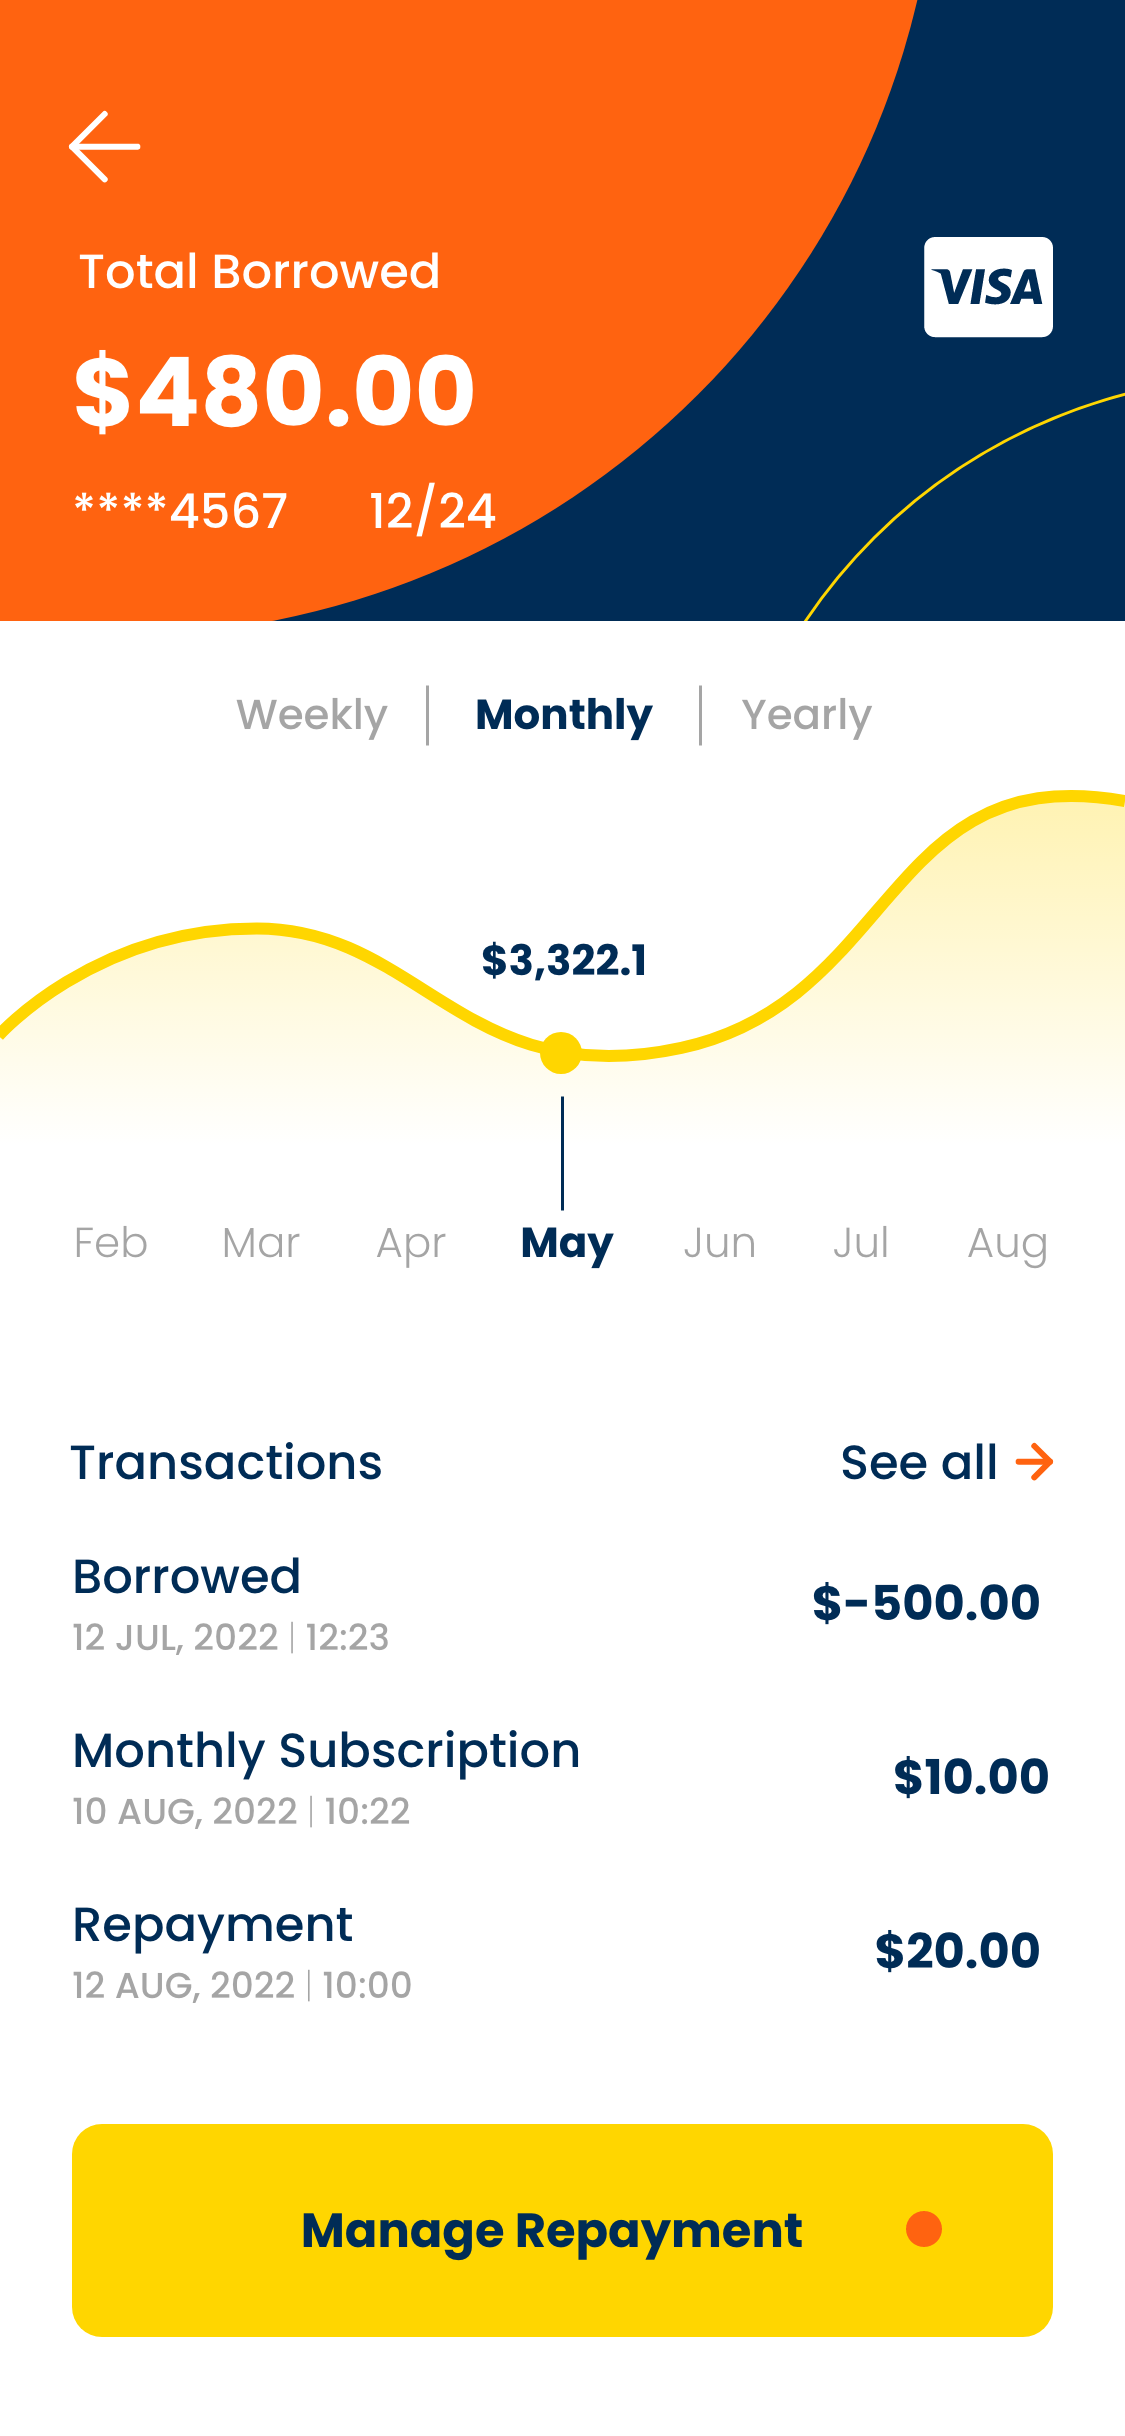 Total Borrowed
VISA
$480.00
****4567 12/24
Weekly | Monthly | Yearly
$3,322.1
Feb Mar Apr May Jun Jul Aug
Transactions See all
Borrowed
12 JUL, 2022 | 12:23
$-500.00
Monthly Subscription
10 AUG, 2022 | 10:22
$10.00
Repayment
12 AUG, 2022 | 10:00
$20.00
Manage Repayment